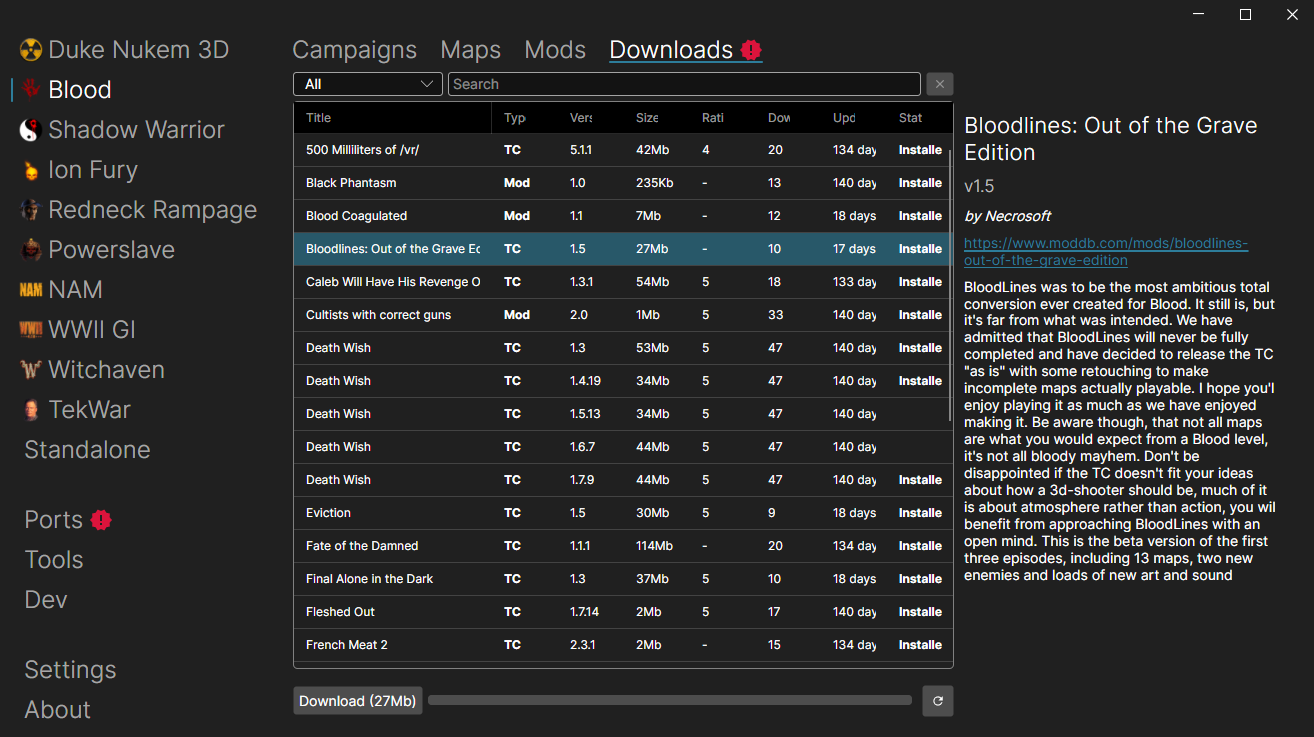 Duke Nukem 3D
Blood
Shadow Warrior
Ion Fury
Redneck Rampage
Powerslave
NAM NAM
WWII WWII GI
W Witchaven
TekWar
Standalone
Ports !
Tools
Dev
Settings
About
Campaigns Maps Mods Downloads !
All Search
Title Typ Vers Size Rati Dow Upd Stat
500 Milliliters of /vr/ TC 5.1.1 42Mb 4 20 134 day Installe
Black Phantasm Mod 1.0 235Kb - 13 140 day Installe
Blood Coagulated Mod 1.1 7Mb - 12 18 days Installe
Bloodlines: Out of the Grave Ed TC 1.5 27Mb - 10 17 days Installe
Caleb Will Have His Revenge O TC 1.3.1 54Mb 5 18 133 day Installe
Cultists with correct guns Mod 2.0 1Mb 5 33 140 day Installe
Death Wish TC 1.3 53Mb 5 47 140 day Installe
Death Wish TC 1.4.19 34Mb 5 47 140 day Installe
Death Wish TC 1.5.13 34Mb 5 47 140 day
Death Wish TC 1.6.7 44Mb 5 47 140 day
Death Wish TC 1.7.9 44Mb 5 47 140 day Installe
Eviction TC 1.5 30Mb 5 9 18 days Installe
Fate of the Damned TC 1.1.1 114Mb - 20 134 day Installe
Final Alone in the Dark TC 1.3 37Mb 5 10 18 days Installe
Fleshed Out TC 1.7.14 2Mb 5 17 140 day Installe
French Meat 2 TC 2.3.1 2Mb - 15 134 day Installe
Download (27Mb)
Bloodlines: Out of the Grave
Edition
v1.5
by Necrosoft
https://www.moddb.com/mods/bloodlines-
out-of-the-grave-edition
BloodLines was to be the most ambitious total
conversion ever created for Blood. It still is, but
it's far from what was intended. We have
admitted that BloodLines will never be fully
completed and have decided to release the TC
"as is" with some retouching to make
incomplete maps actually playable. I hope you'l
enjoy playing it as much as we have enjoyed
making it. Be aware though, that not all maps
are what you would expect from a Blood level,
it's not all bloody mayhem. Don't be
disappointed if the TC doesn't fit your ideas
about how a 3d-shooter should be, much of it
is about atmosphere rather than action, you wil
benefit from approaching BloodLines with an
open mind. This is the beta version of the first
three episodes, including 13 maps, two new
enemies and loads of new art and sound